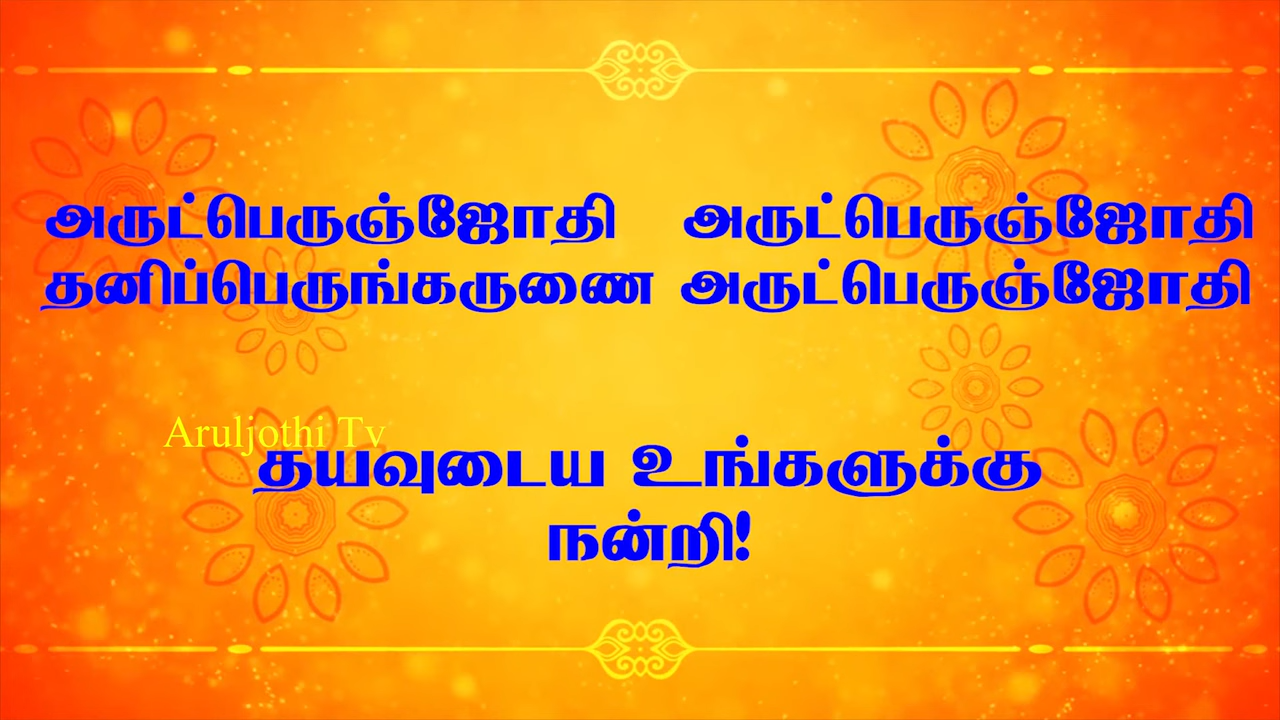 அருட்பெருஞ்ஜோதி அருட்பெருஞ்ஜோதி
தனிப்பெருங்கருணை அருட்பெருஞ்ஜோதி
Aruljothi Tv
தயவுடைய உங்களுக்கு
நன்றி!